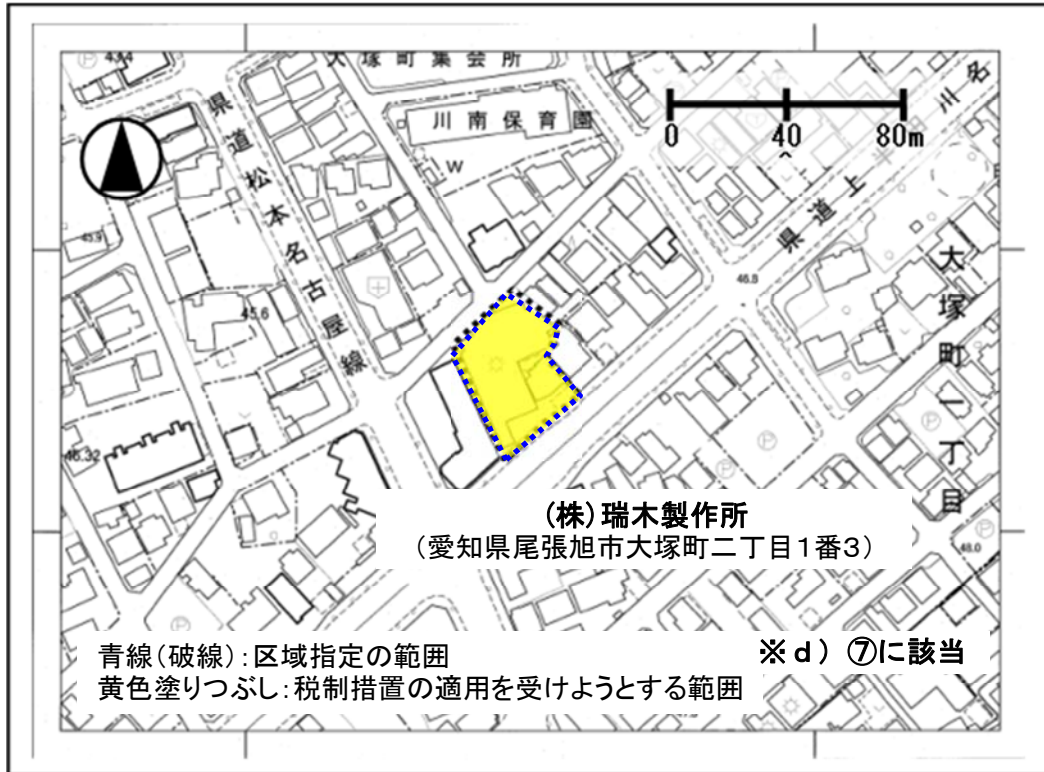 大塚町集会所
川南保育園
W
県道松本名古屋線
45.6
46.32
0 40 80m
川名
県道上
46.8
大塚町一丁目
48.0
(株)瑞木製作所
(愛知県尾張旭市大塚町二丁目1番3)
青線(破線):区域指定の範囲
※d) ⑦に該当
黄色塗りつぶし:税制措置の適用を受けようとする範囲